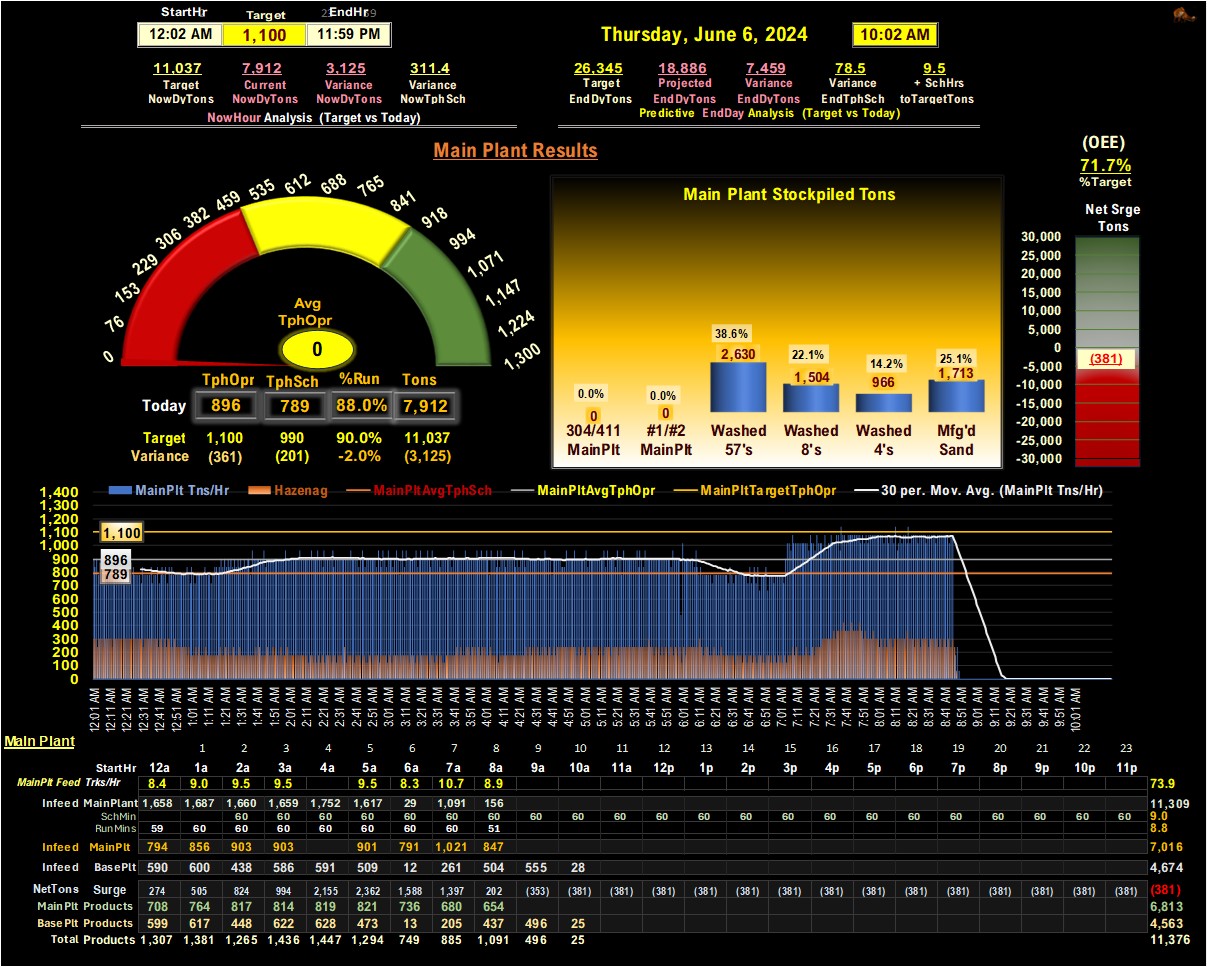 StartHr Target EndHr
12:02 AM 1,100 11:59 PM
Thursday, June 6, 2024 10:02 AM
11,037 7,912 3,125 311.4
Target Current Variance Variance
NowDyTons NowDyTons NowDyTons NowTphSch
NowHour Analysis (Target vs Today)
26,345 18,886 7,459 78.5 9.5
Target Projected Variance Variance + SchHrs
EndDyTons EndDyTons EndDyTons EndTphSch toTargetTons
Predictive EndDay Analysis (Target vs Today)
Main Plant Results
(OEE)
71.7%
%Target
0 76 153 229 306 382 459 535 612 688 765 841 918 994 1,071 1,147 1,224 1,300
Avg
TphOpr
0
TphOpr TphSch %Run Tons
Today 896 789 88.0% 7,912
Target 1,100 990 90.0% 11,037
Variance (361) (201) -2.0% (3,125)
Main Plant Stockpiled Tons
0.0% 0.0% 38.6% 22.1% 14.2% 25.1%
0 0 2,630 1,504 966 1,713
304/411 #1/#2 Washed Washed Washed Mfg'd
MainPlt MainPlt 57's 8's 4's Sand
Net Srge
Tons
30,000
25,000
20,000
15,000
10,000
5,000
0
(381)
-5,000
-10,000
-15,000
-20,000
-25,000
-30,000
MainPlt Tns/Hr Hazenag MainPltAvgTphSch MainPltAvgTphOpr MainPltTargetTphOpr 30 per. Mov. Avg. (MainPlt Tns/Hr)
1,400
1,300
1,200
1,100 1,100
1,000
900 896
800 789
700
600
500
400
300
200
100
0
12:01 AM 12:11 AM 12:21 AM 12:31 AM 12:41 AM 12:51 AM 1:01 AM 1:11 AM 1:21 AM 1:31 AM 1:41 AM 1:51 AM 2:01 AM 2:11 AM 2:21 AM 2:31 AM 2:41 AM 2:51 AM 3:01 AM 3:11 AM 3:21 AM 3:31 AM 3:41 AM 3:51 AM 4:01 AM 4:11 AM 4:21 AM 4:31 AM 4:41 AM 4:51 AM 5:01 AM 5:11 AM 5:21 AM 5:31 AM 5:41 AM 5:51 AM 6:01 AM 6:11 AM 6:21 AM 6:31 AM 6:41 AM 6:51 AM 7:01 AM 7:11 AM 7:21 AM 7:31 AM 7:41 AM 7:51 AM 8:01 AM 8:11 AM 8:21 AM 8:31 AM 8:41 AM 8:51 AM 9:01 AM 9:11 AM 9:21 AM 9:31 AM 9:41 AM 9:51 AM 10:01 AM
Main Plant
1 2 3 4 5 6 7 8 9 10 11 12 13 14 15 16 17 18 19 20 21 22 23
StartHr 12a 1a 2a 3a 4a 5a 6a 7a 8a 9a 10a 11a 12p 1p 2p 3p 4p 5p 6p 7p 8p 9p 10p 11p
MainPlt Feed Trks/Hr 8.4 9.0 9.5 9.5 9.5 8.3 10.7 8.9 73.9
Infeed MainPlant 1,658 1,687 1,660 1,659 1,752 1,617 29 1,091 156 11,309
SchMin 60 60 60 60 60 60 60 60 60 60 60 60 60 60 60 60 60 60 60 60 60 60 9.0
RunMins 59 60 60 60 60 60 60 60 51 8.8
Infeed MainPlt 794 856 903 903 901 791 1,021 847 7,016
Infeed BasePlt 590 600 438 586 591 509 12 261 504 555 28 4,674
NetTons Surge 274 505 824 994 2,155 2,362 1,588 1,397 202 (353) (381) (381) (381) (381) (381) (381) (381) (381) (381) (381) (381) (381) (381) (381) (381)
MainPlt Products 708 764 817 814 819 821 736 680 654 6,813
BasePlt Products 599 617 448 622 628 473 13 205 437 496 25 4,563
Total Products 1,307 1,381 1,265 1,436 1,447 1,294 749 885 1,091 496 25 11,376